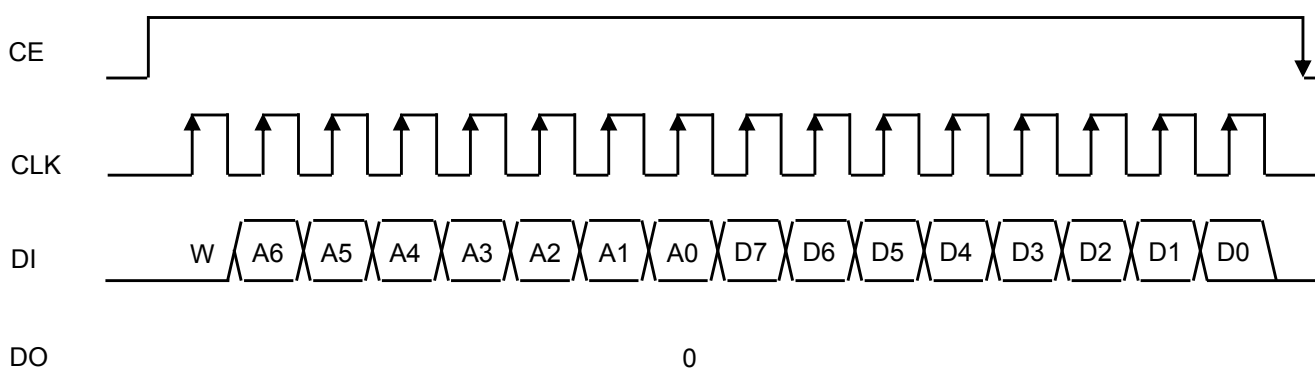 CE
CLK
DI W A6 A5 A4 A3 A2 A1 A0 D7 D6 D5 D4 D3 D2 D1 D0
DO 0